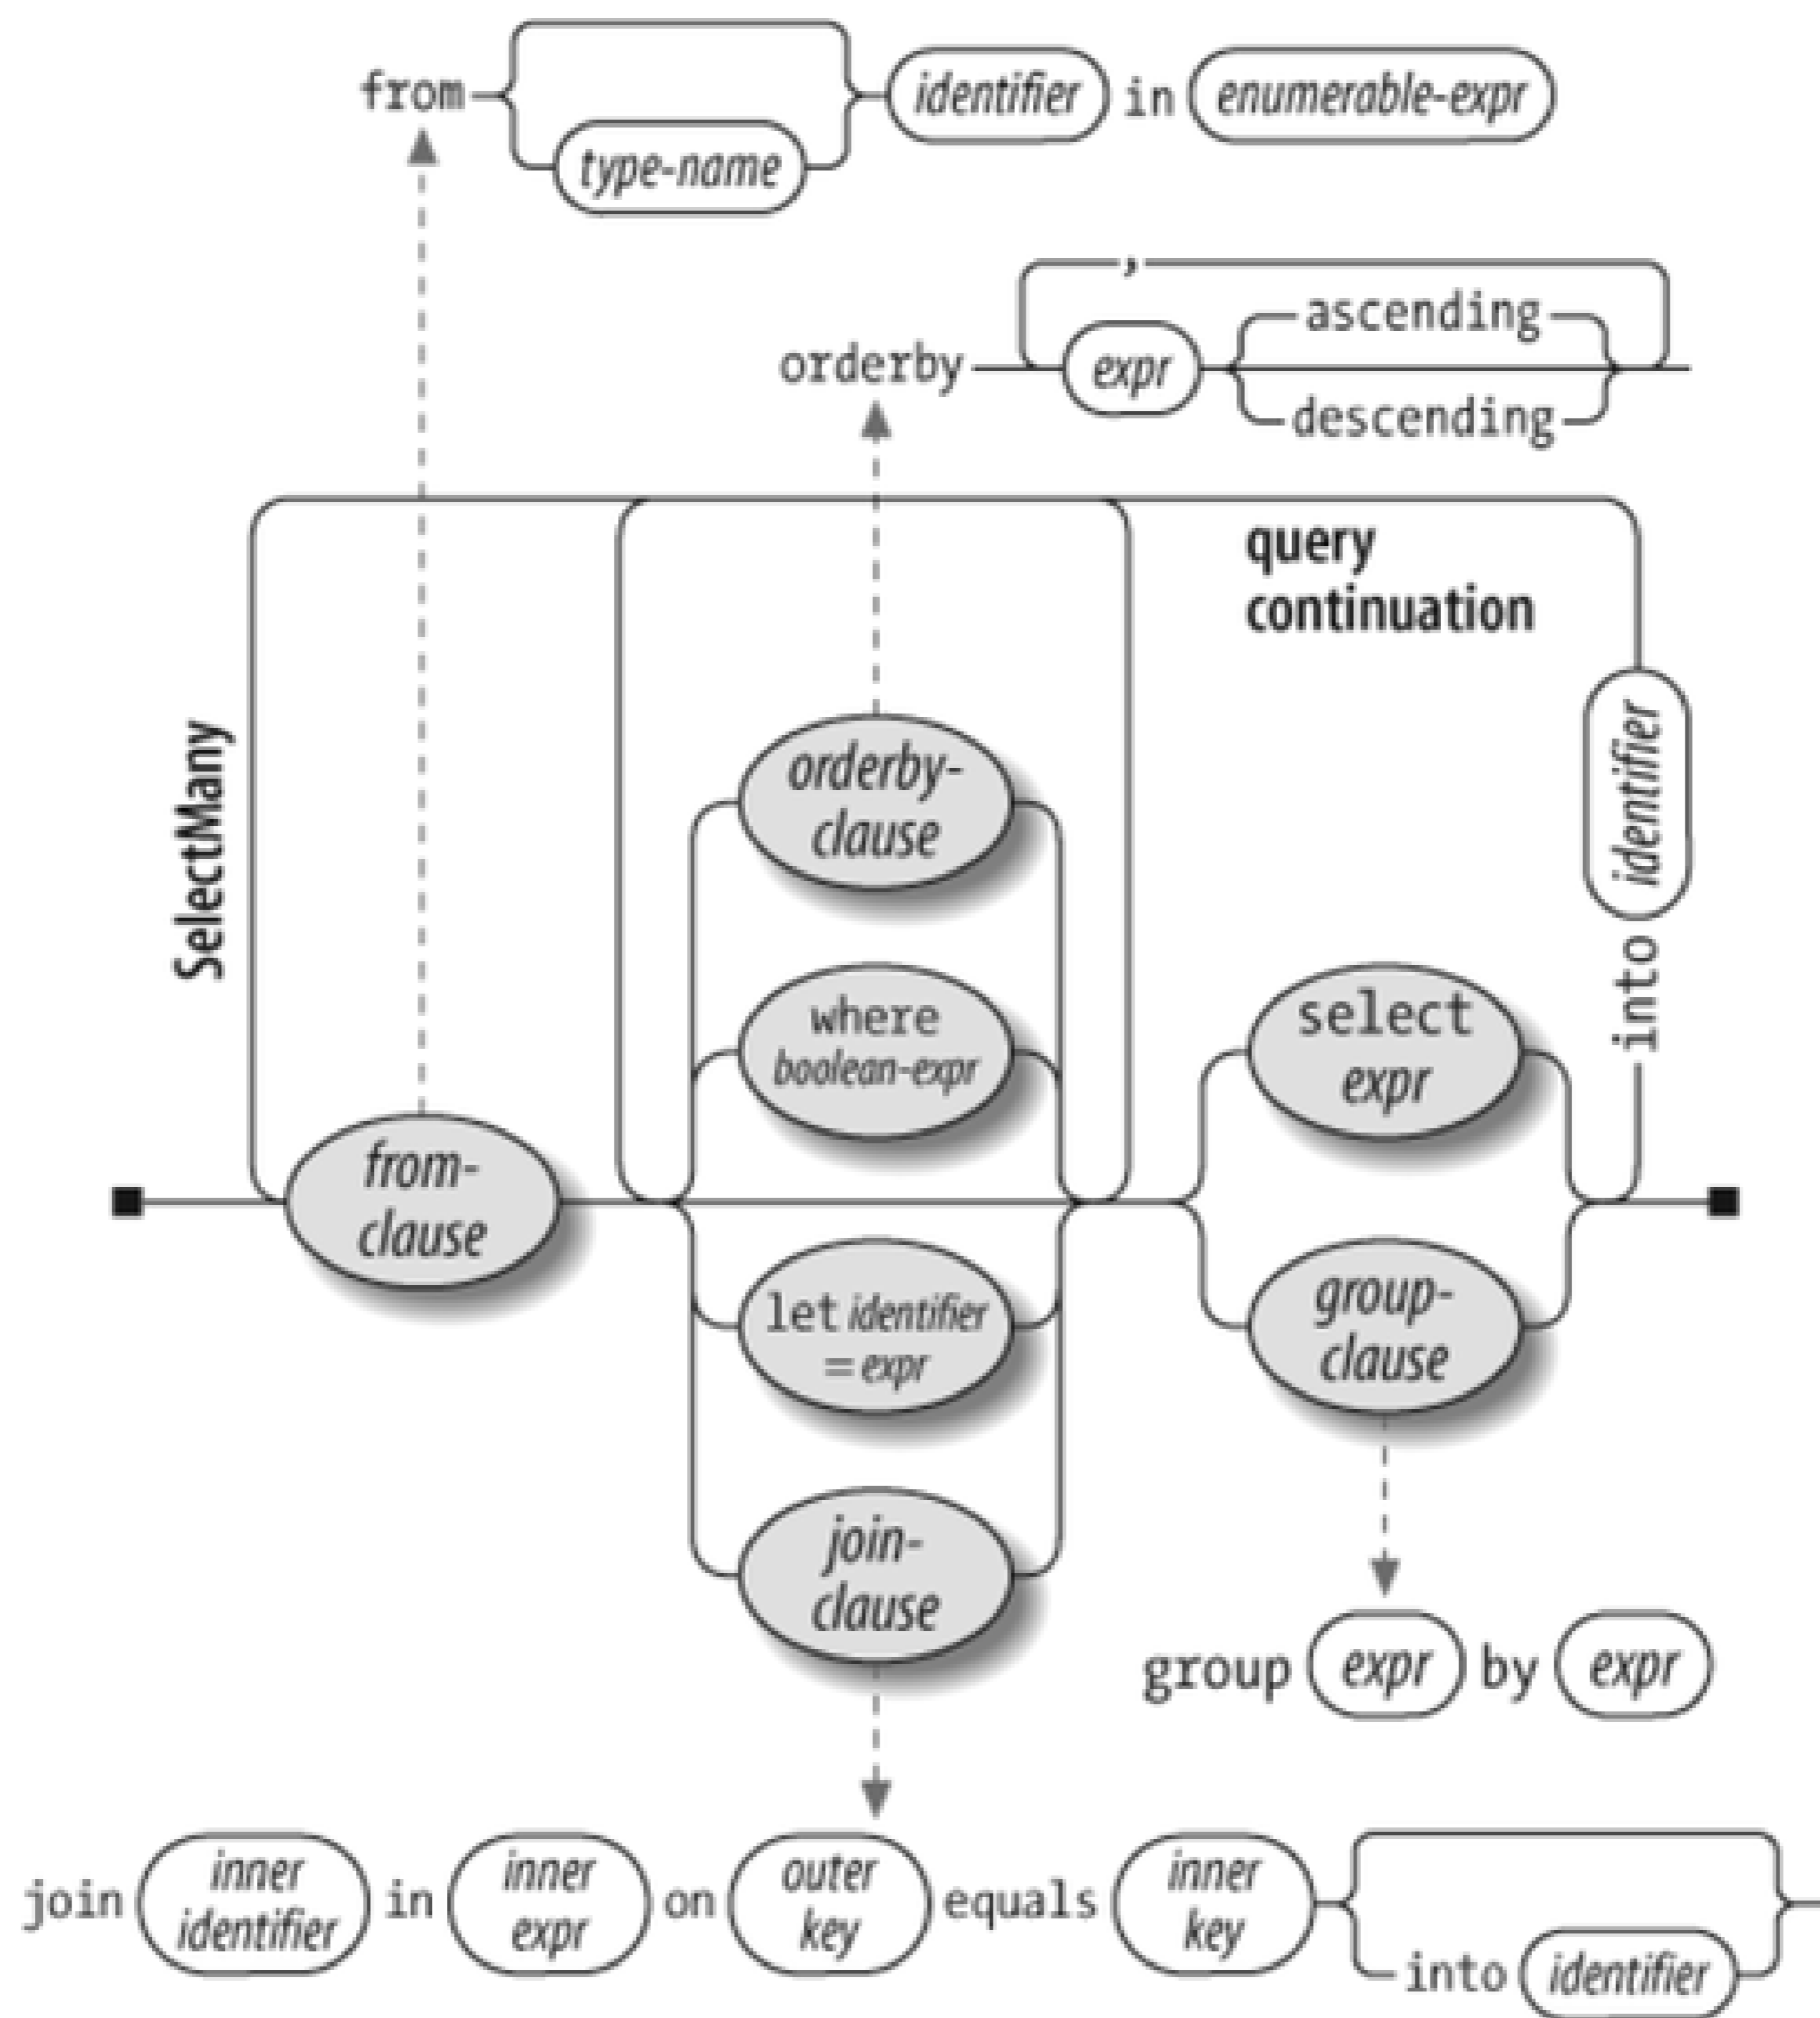 from identifier in enumerable-expr
type-name
,
ascending
orderby expr
descending
query
continuation
SelectMany
identifier
into
orderby-
clause
where
boolean-expr
select
expr
from-
clause
let identifier
= expr
group-
clause
join-
clause
group expr by expr
join inner identifier in inner expr on outer key equals inner key
into identifier